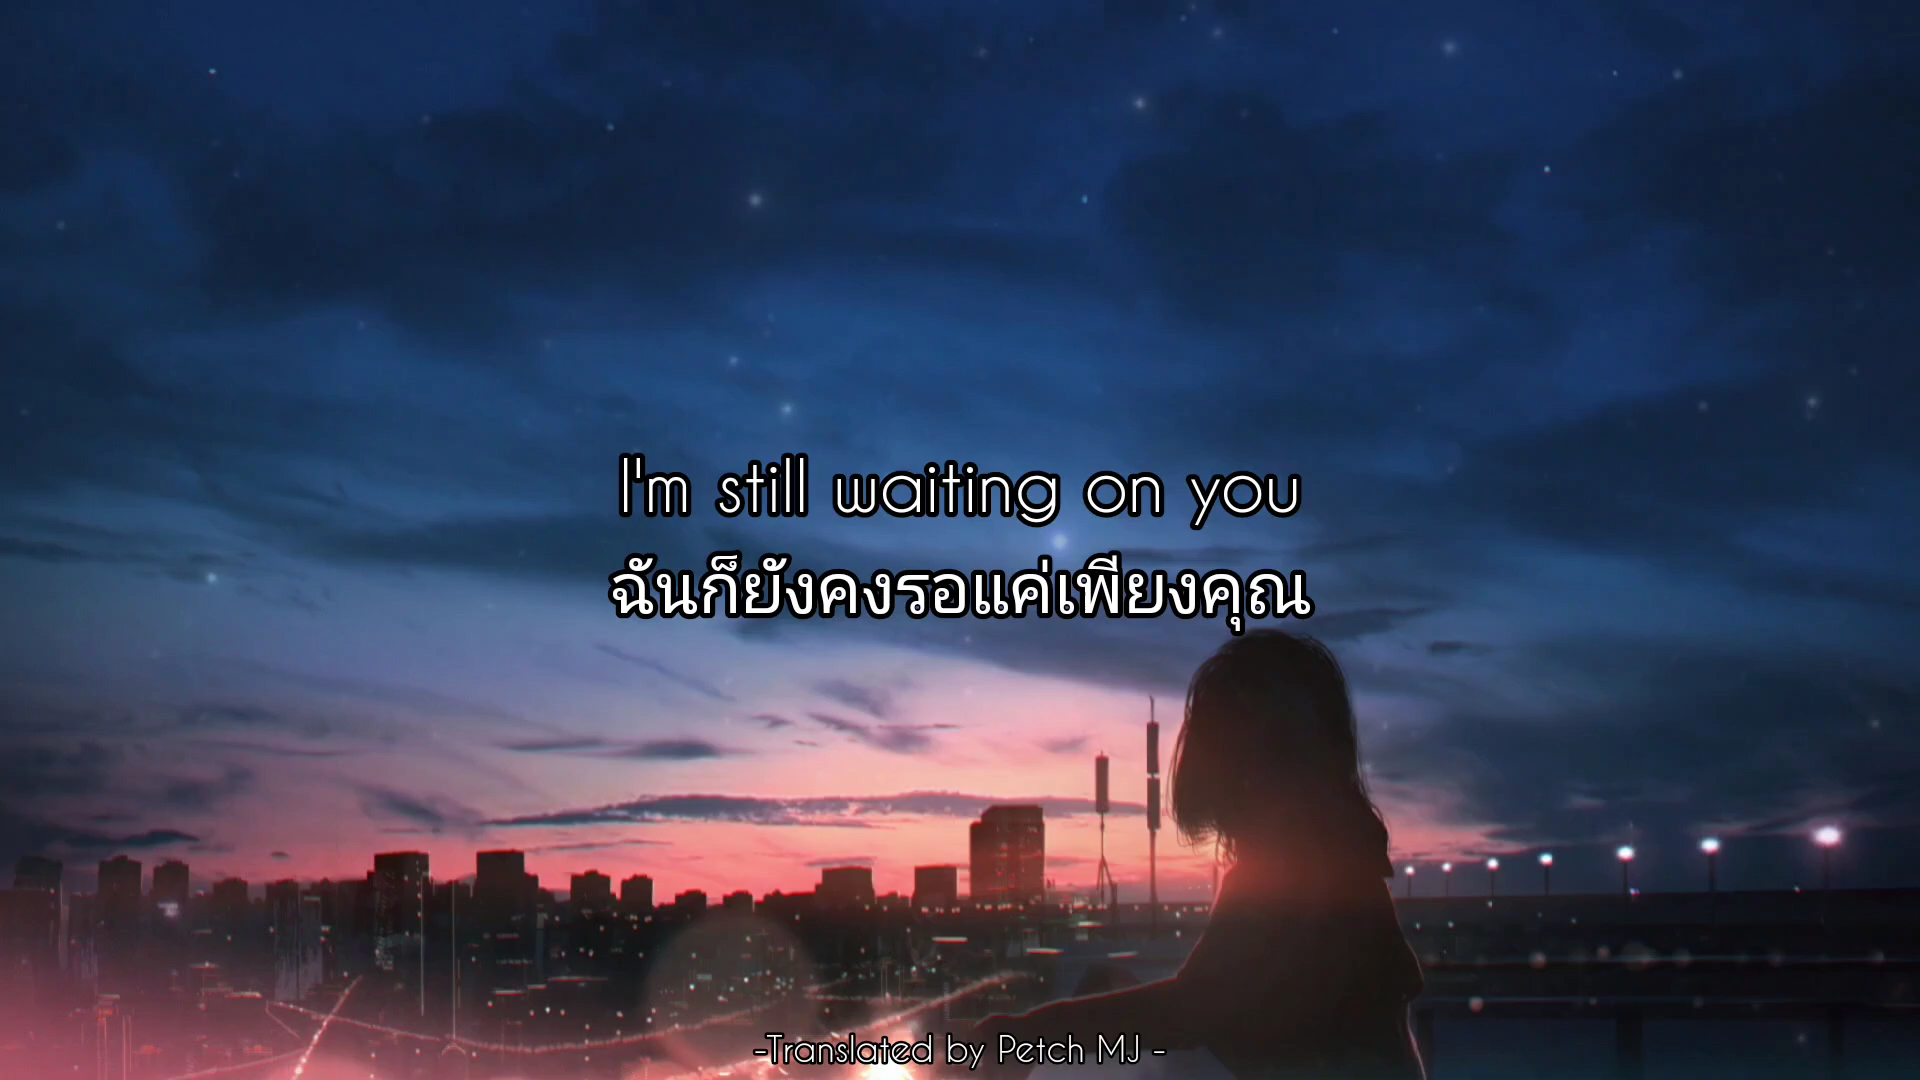 I'm still waiting on you
ฉันก็ยังคงรอแค่เพียงคุณ
-Translated by Petch MJ -